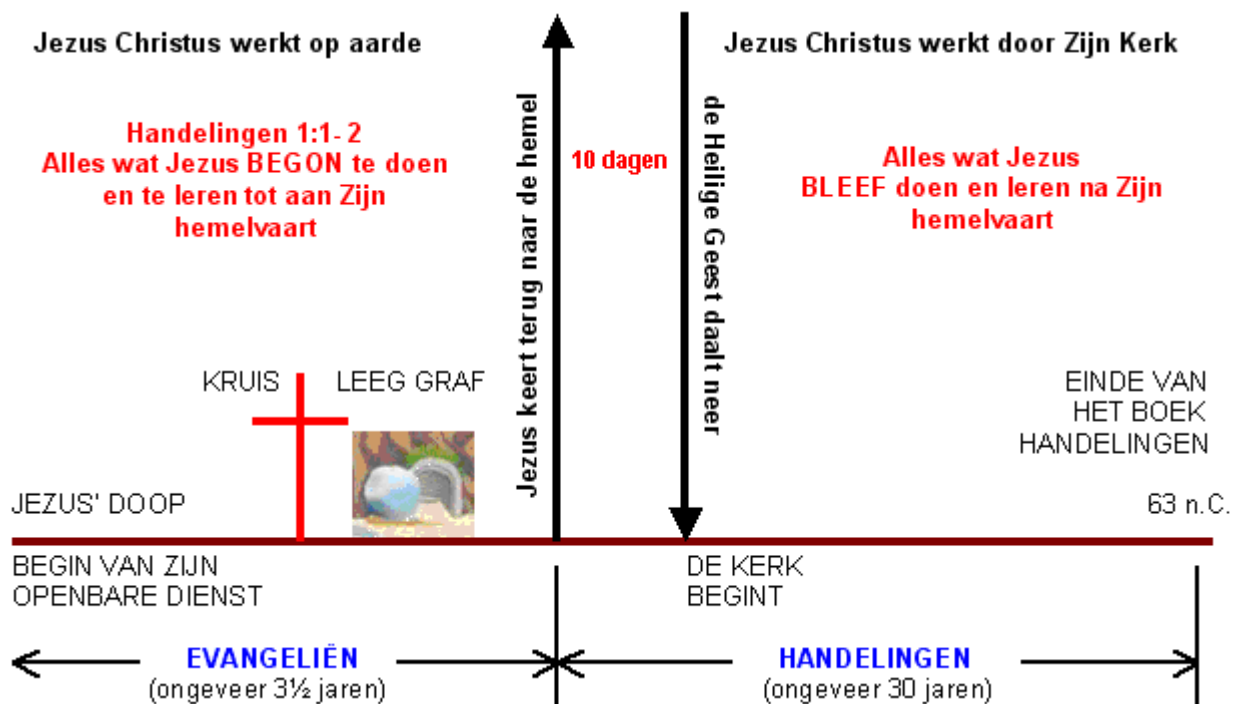 Jezus Christus werkt op aarde
Handelingen 1:1- 2
Alles wat Jezus BEGON te doen
en te leren tot aan Zijn
hemelvaart
Jezus keert terug naar de hemel
10 dagen
de Heilige Geest daalt neer
Jezus Christus werkt door Zijn Kerk
Alles wat Jezus
BLEEF doen en leren na Zijn
hemelvaart
KRUIS
LEEG GRAF
EINDE VAN
HET BOEK
HANDELINGEN
JEZUS' DOOP
63 n.C.
BEGIN VAN ZIJN
OPENBARE DIENST
DE KERK
BEGINT
EVANGELIËN
(ongeveer 3½ jaren)
HANDELINGEN
(ongeveer 30 jaren)